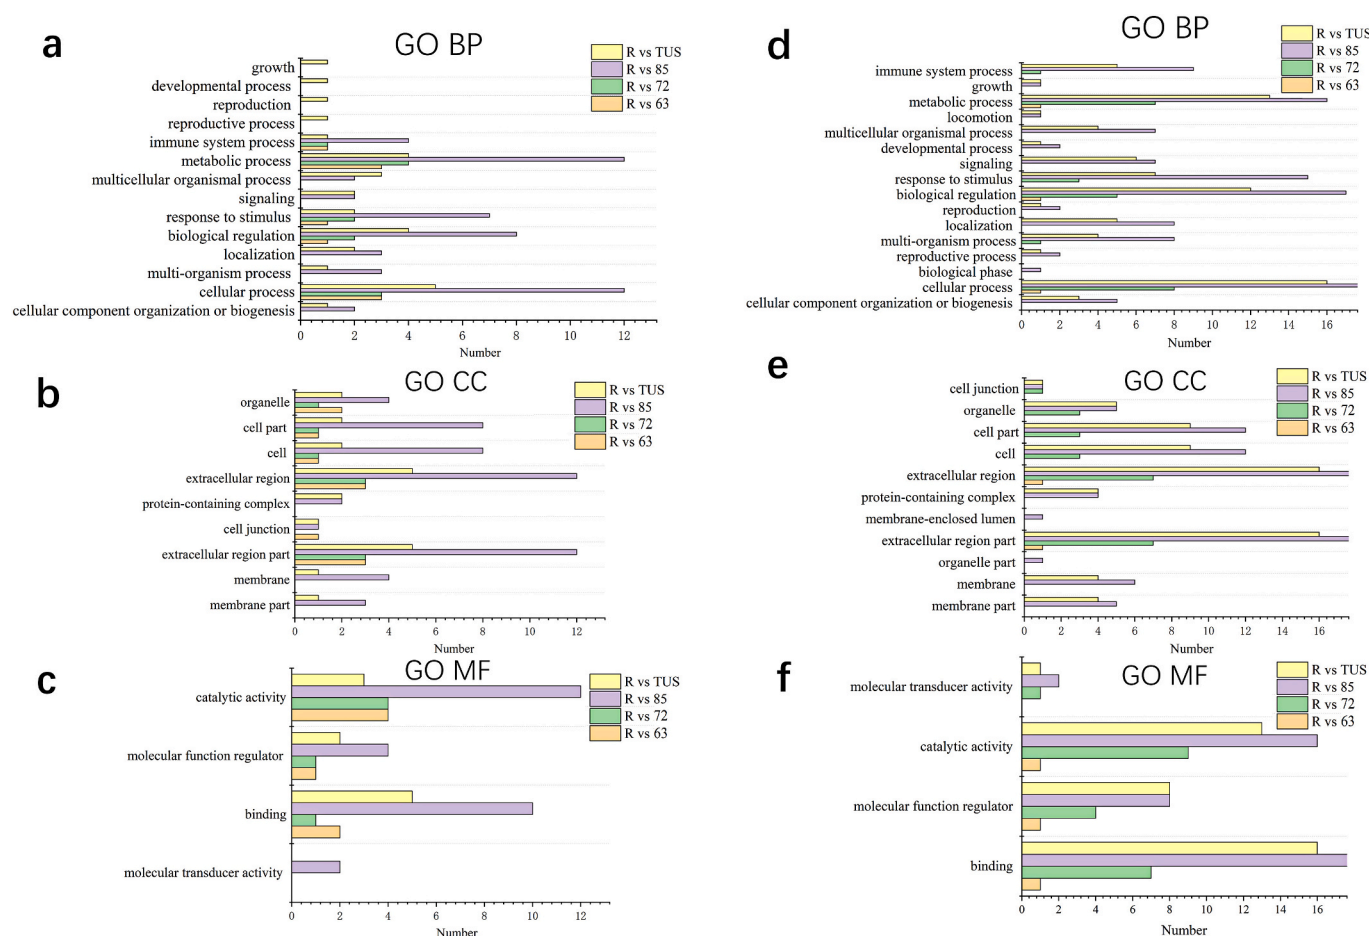 a
GO BP
R vs TUS
R vs 85
R vs 72
R vs 63
growth
developmental process
reproduction
reproductive process
immune system process
metabolic process
multicellular organismal process
signaling
response to stimulus
biological regulation
localization
multi-organism process
cellular process
cellular component organization or biogenesis
0 2 4 6 8 10 12
Number
b
GO CC
R vs TUS
R vs 85
R vs 72
R vs 63
organelle
cell part
cell
extracellular region
protein-containing complex
cell junction
extracellular region part
membrane
membrane part
0 2 4 6 8 10 12
Number
c
GO MF
R vs TUS
R vs 85
R vs 72
R vs 63
catalytic activity
molecular function regulator
binding
molecular transducer activity
0 2 4 6 8 10 12
Number
d
GO BP
R vs TUS
R vs 85
R vs 72
R vs 63
immune system process
growth
metabolic process
locomotion
multicellular organismal process
developmental process
signaling
response to stimulus
biological regulation
reproduction
localization
multi-organism process
reproductive process
biological phase
cellular process
cellular component organization or biogenesis
0 2 4 6 8 10 12 14 16
Number
e
GO CC
R vs TUS
R vs 85
R vs 72
R vs 63
cell junction
organelle
cell part
cell
extracellular region
protein-containing complex
membrane-enclosed lumen
extracellular region part
organelle part
membrane
membrane part
0 2 4 6 8 10 12 14 16
Number
f
GO MF
R vs TUS
R vs 85
R vs 72
R vs 63
molecular transducer activity
catalytic activity
molecular function regulator
binding
0 2 4 6 8 10 12 14 16
Number